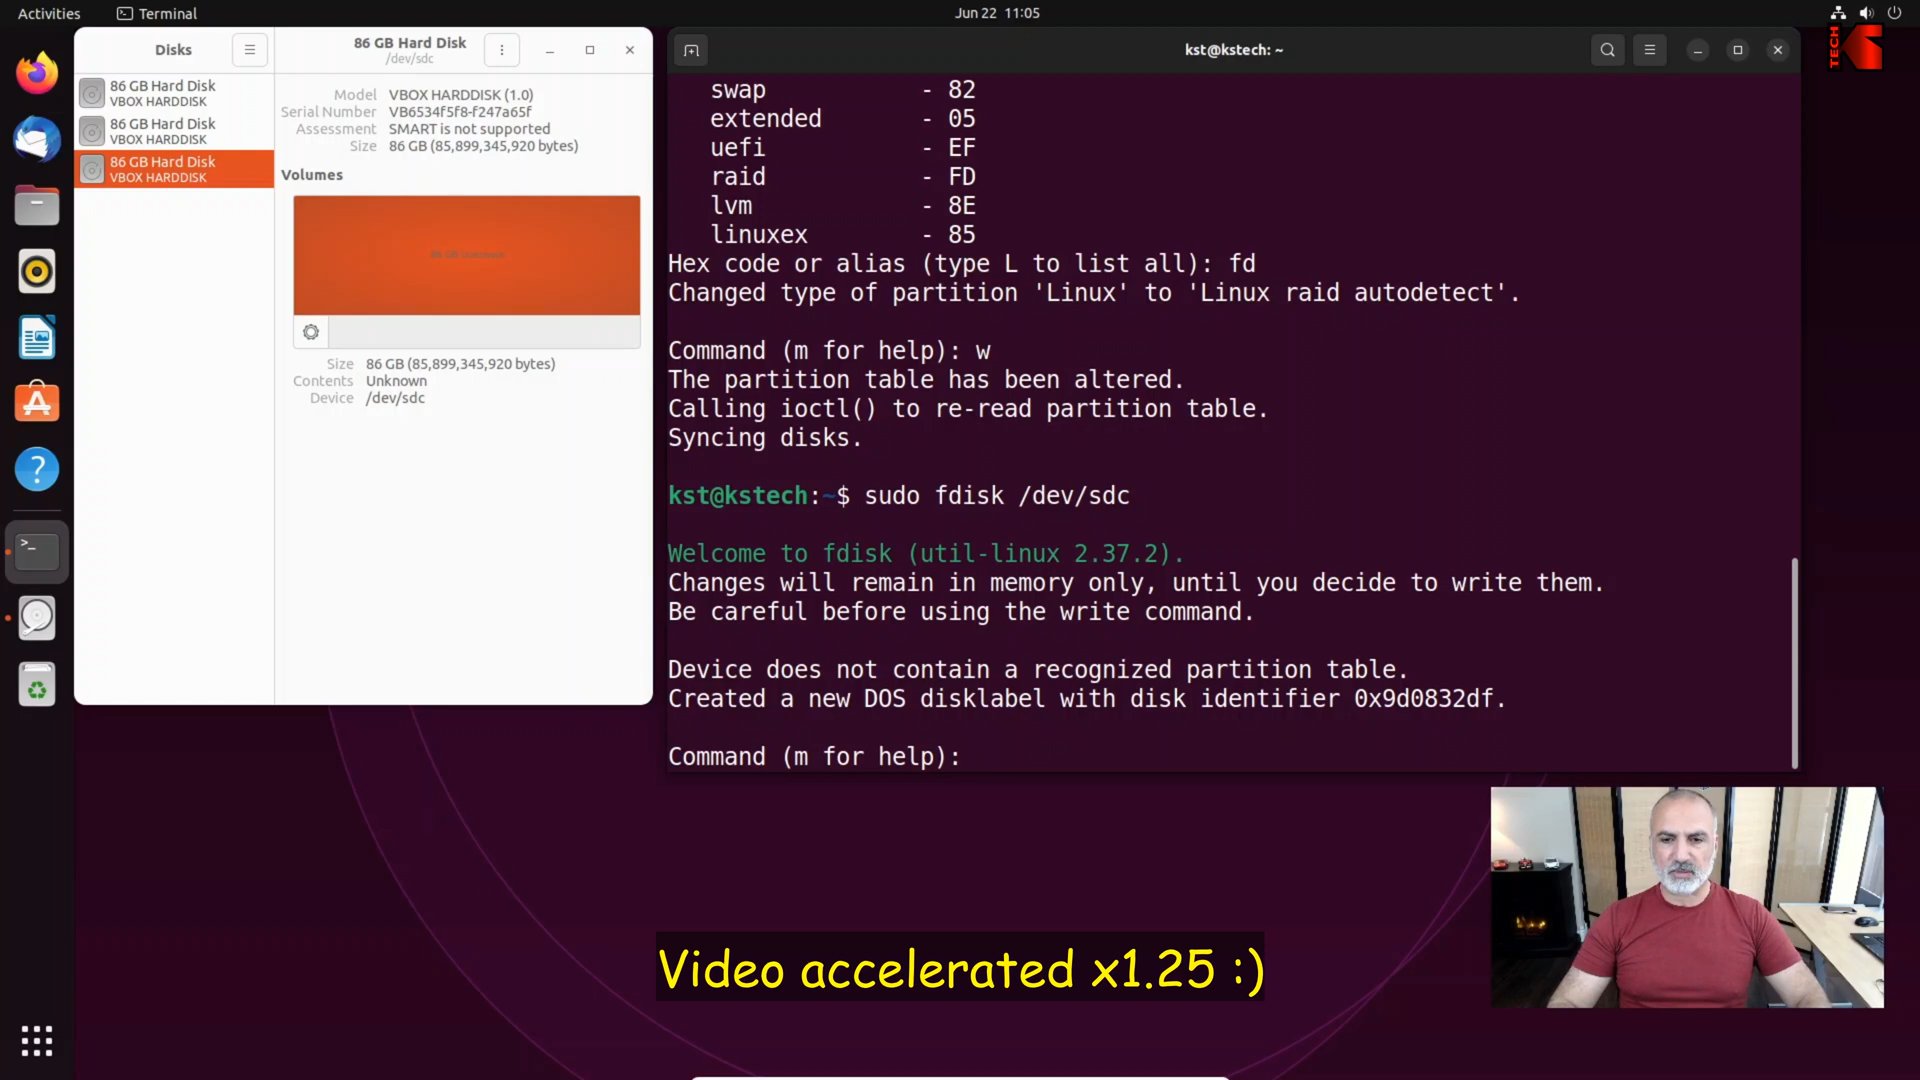 Activities
Terminal
Jun 22 11:05
Disks
86 GB Hard Disk
/dev/sdc
86 GB Hard Disk
VBOX HARDDISK
86 GB Hard Disk
VBOX HARDDISK
86 GB Hard Disk
VBOX HARDDISK
Model VBOX HARDDISK (1.0)
Serial Number VB6534f5f8-f247a65f
Assessment SMART is not supported
Size 86 GB (85,899,345,920 bytes)
Volumes
Size 86 GB (85,899,345,920 bytes)
Contents Unknown
Device /dev/sdc
kst@kstech: ~
swap - 82
extended - 05
uefi - EF
raid - FD
lvm - 8E
linuxex - 85
Hex code or alias (type L to list all): fd
Changed type of partition 'Linux' to 'Linux raid autodetect'.
Command (m for help): w
The partition table has been altered.
Calling ioctl() to re-read partition table.
Syncing disks.
kst@kstech:~$ sudo fdisk /dev/sdc
Welcome to fdisk (util-linux 2.37.2).
Changes will remain in memory only, until you decide to write them.
Be careful before using the write command.
Device does not contain a recognized partition table.
Created a new DOS disklabel with disk identifier 0x9d0832df.
Command (m for help):
TECH
K
Video accelerated x1.25 :)